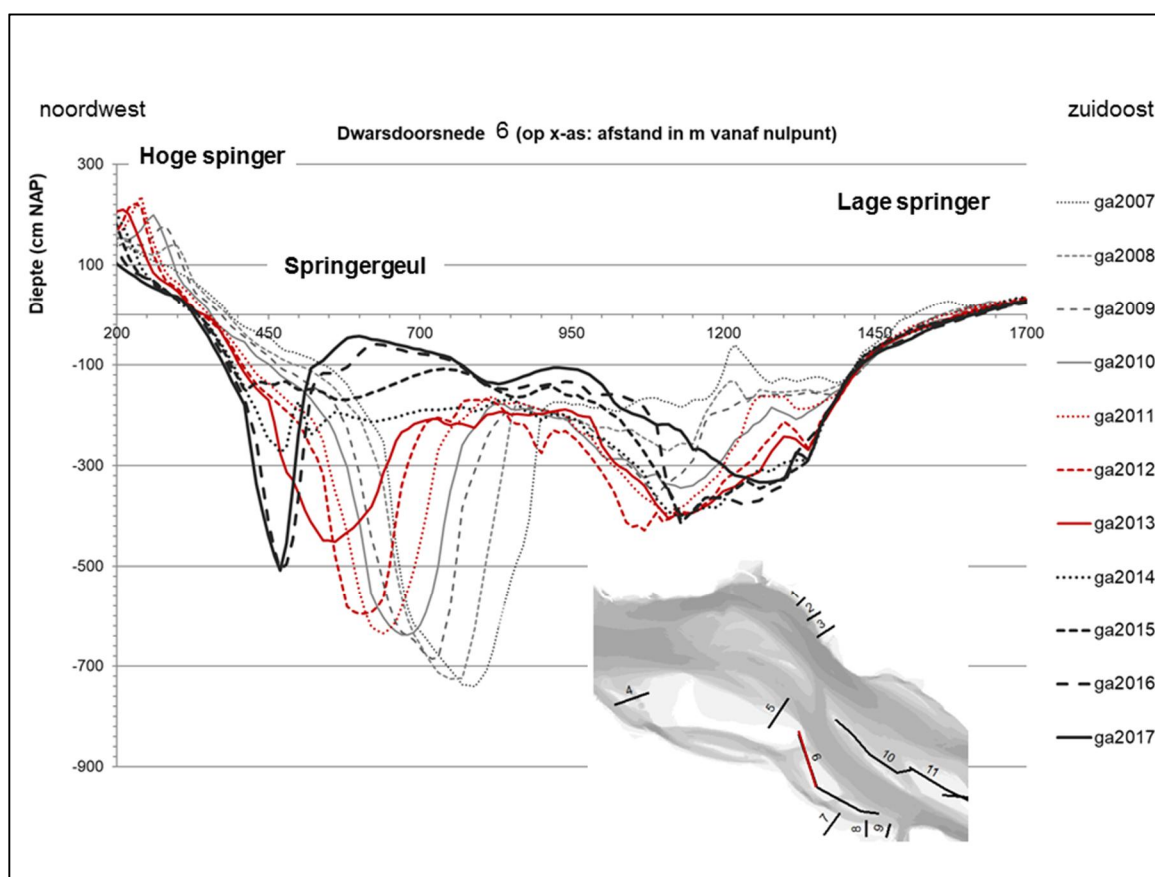 noordwest
zuidoost
Dwarsdoorsnede 6 (op x-as: afstand in m vanaf nulpunt)
Hoge spinger
Lage springer
Springergeul
Diepte (cm NAP)
300
100
-100
-300
-500
-700
-900
200
450
700
950
1200
1450
1700
ga2007
ga2008
ga2009
ga2010
ga2011
ga2012
ga2013
ga2014
ga2015
ga2016
ga2017
1
2
3
4
5
6
7
8
9
10
11